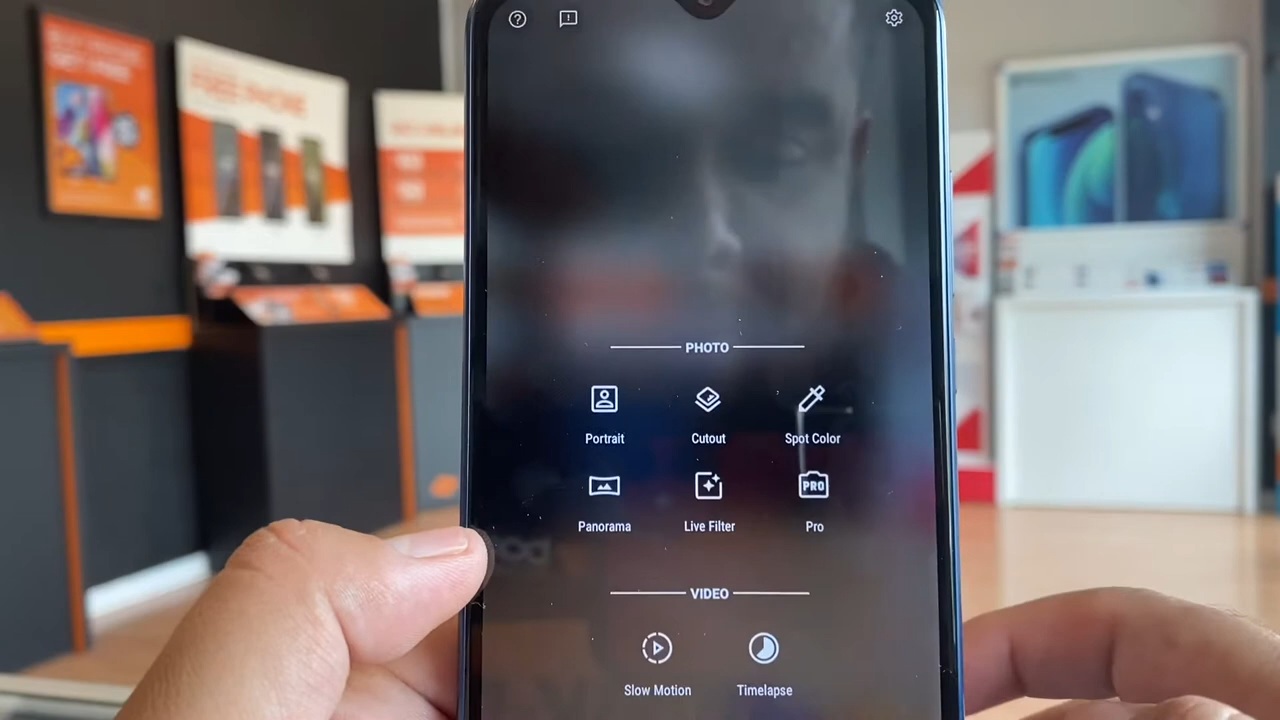 PHOTO
Portrait Cutout Spot Color
PRO
Panorama Live Filter Pro
VIDEO
Slow Motion Timelapse